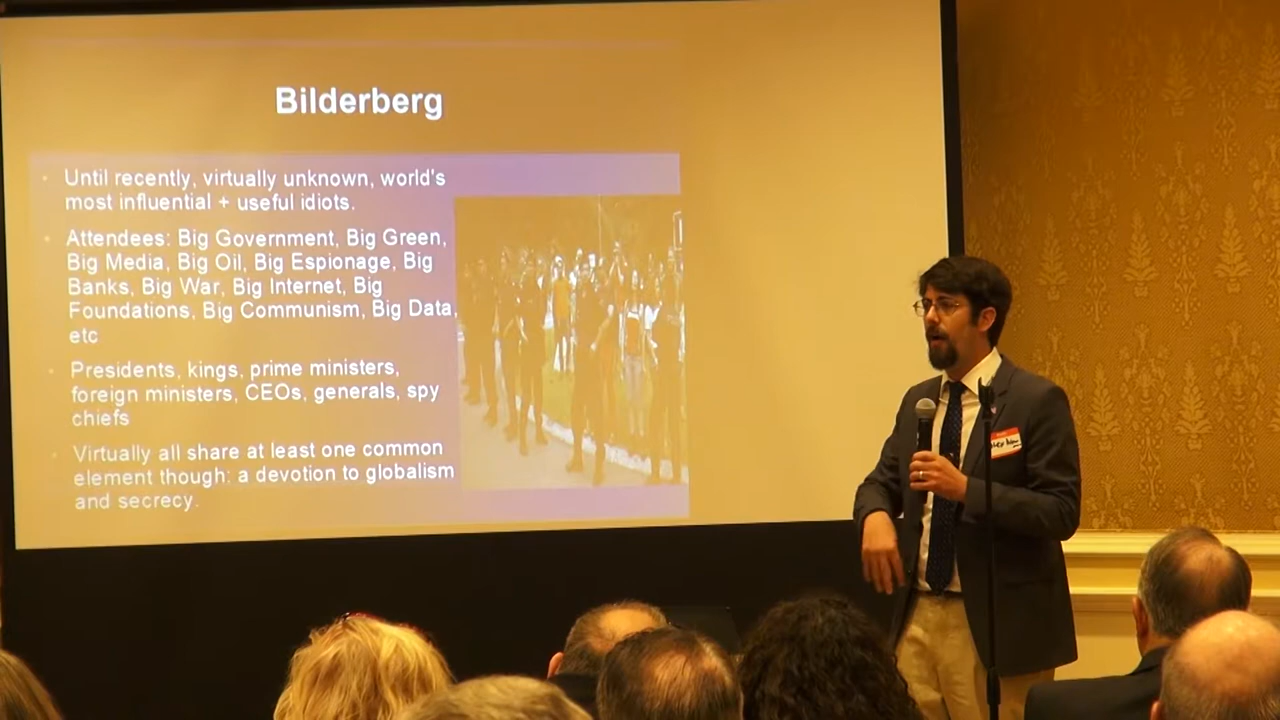 Bilderberg
Until recently, virtually unknown, world's
most influential + useful idiots.
Attendees: Big Government, Big Green,
Big Media, Big Oil, Big Espionage, Big
Banks, Big War, Big Internet, Big
Foundations, Big Communism, Big Data,
etc
Presidents, kings, prime ministers,
foreign ministers, CEOs, generals, spy
chiefs
Virtually all share at least one common
element though: a devotion to globalism
and secrecy.